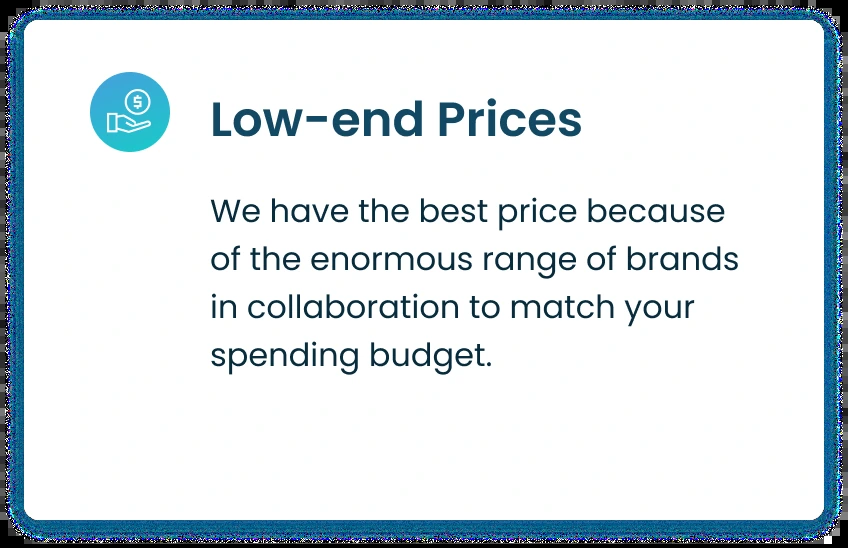 $
Low-end Prices
We have the best price because
of the enormous range of brands
in collaboration to match your
spending budget.